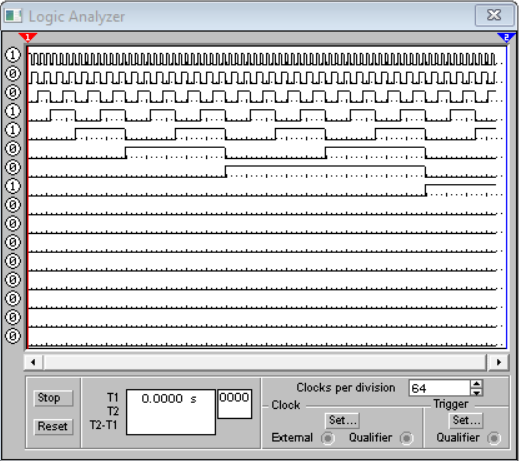 Logic Analyzer
1
2
1
0
0
1
1
0
0
1
0
0
0
0
0
0
0
0
Stop
Reset
T1
T2
T2-T1
0.0000 s
0000
Clocks per division 64
Clock
Trigger
Set...
Set...
External
Qualifier
Qualifier